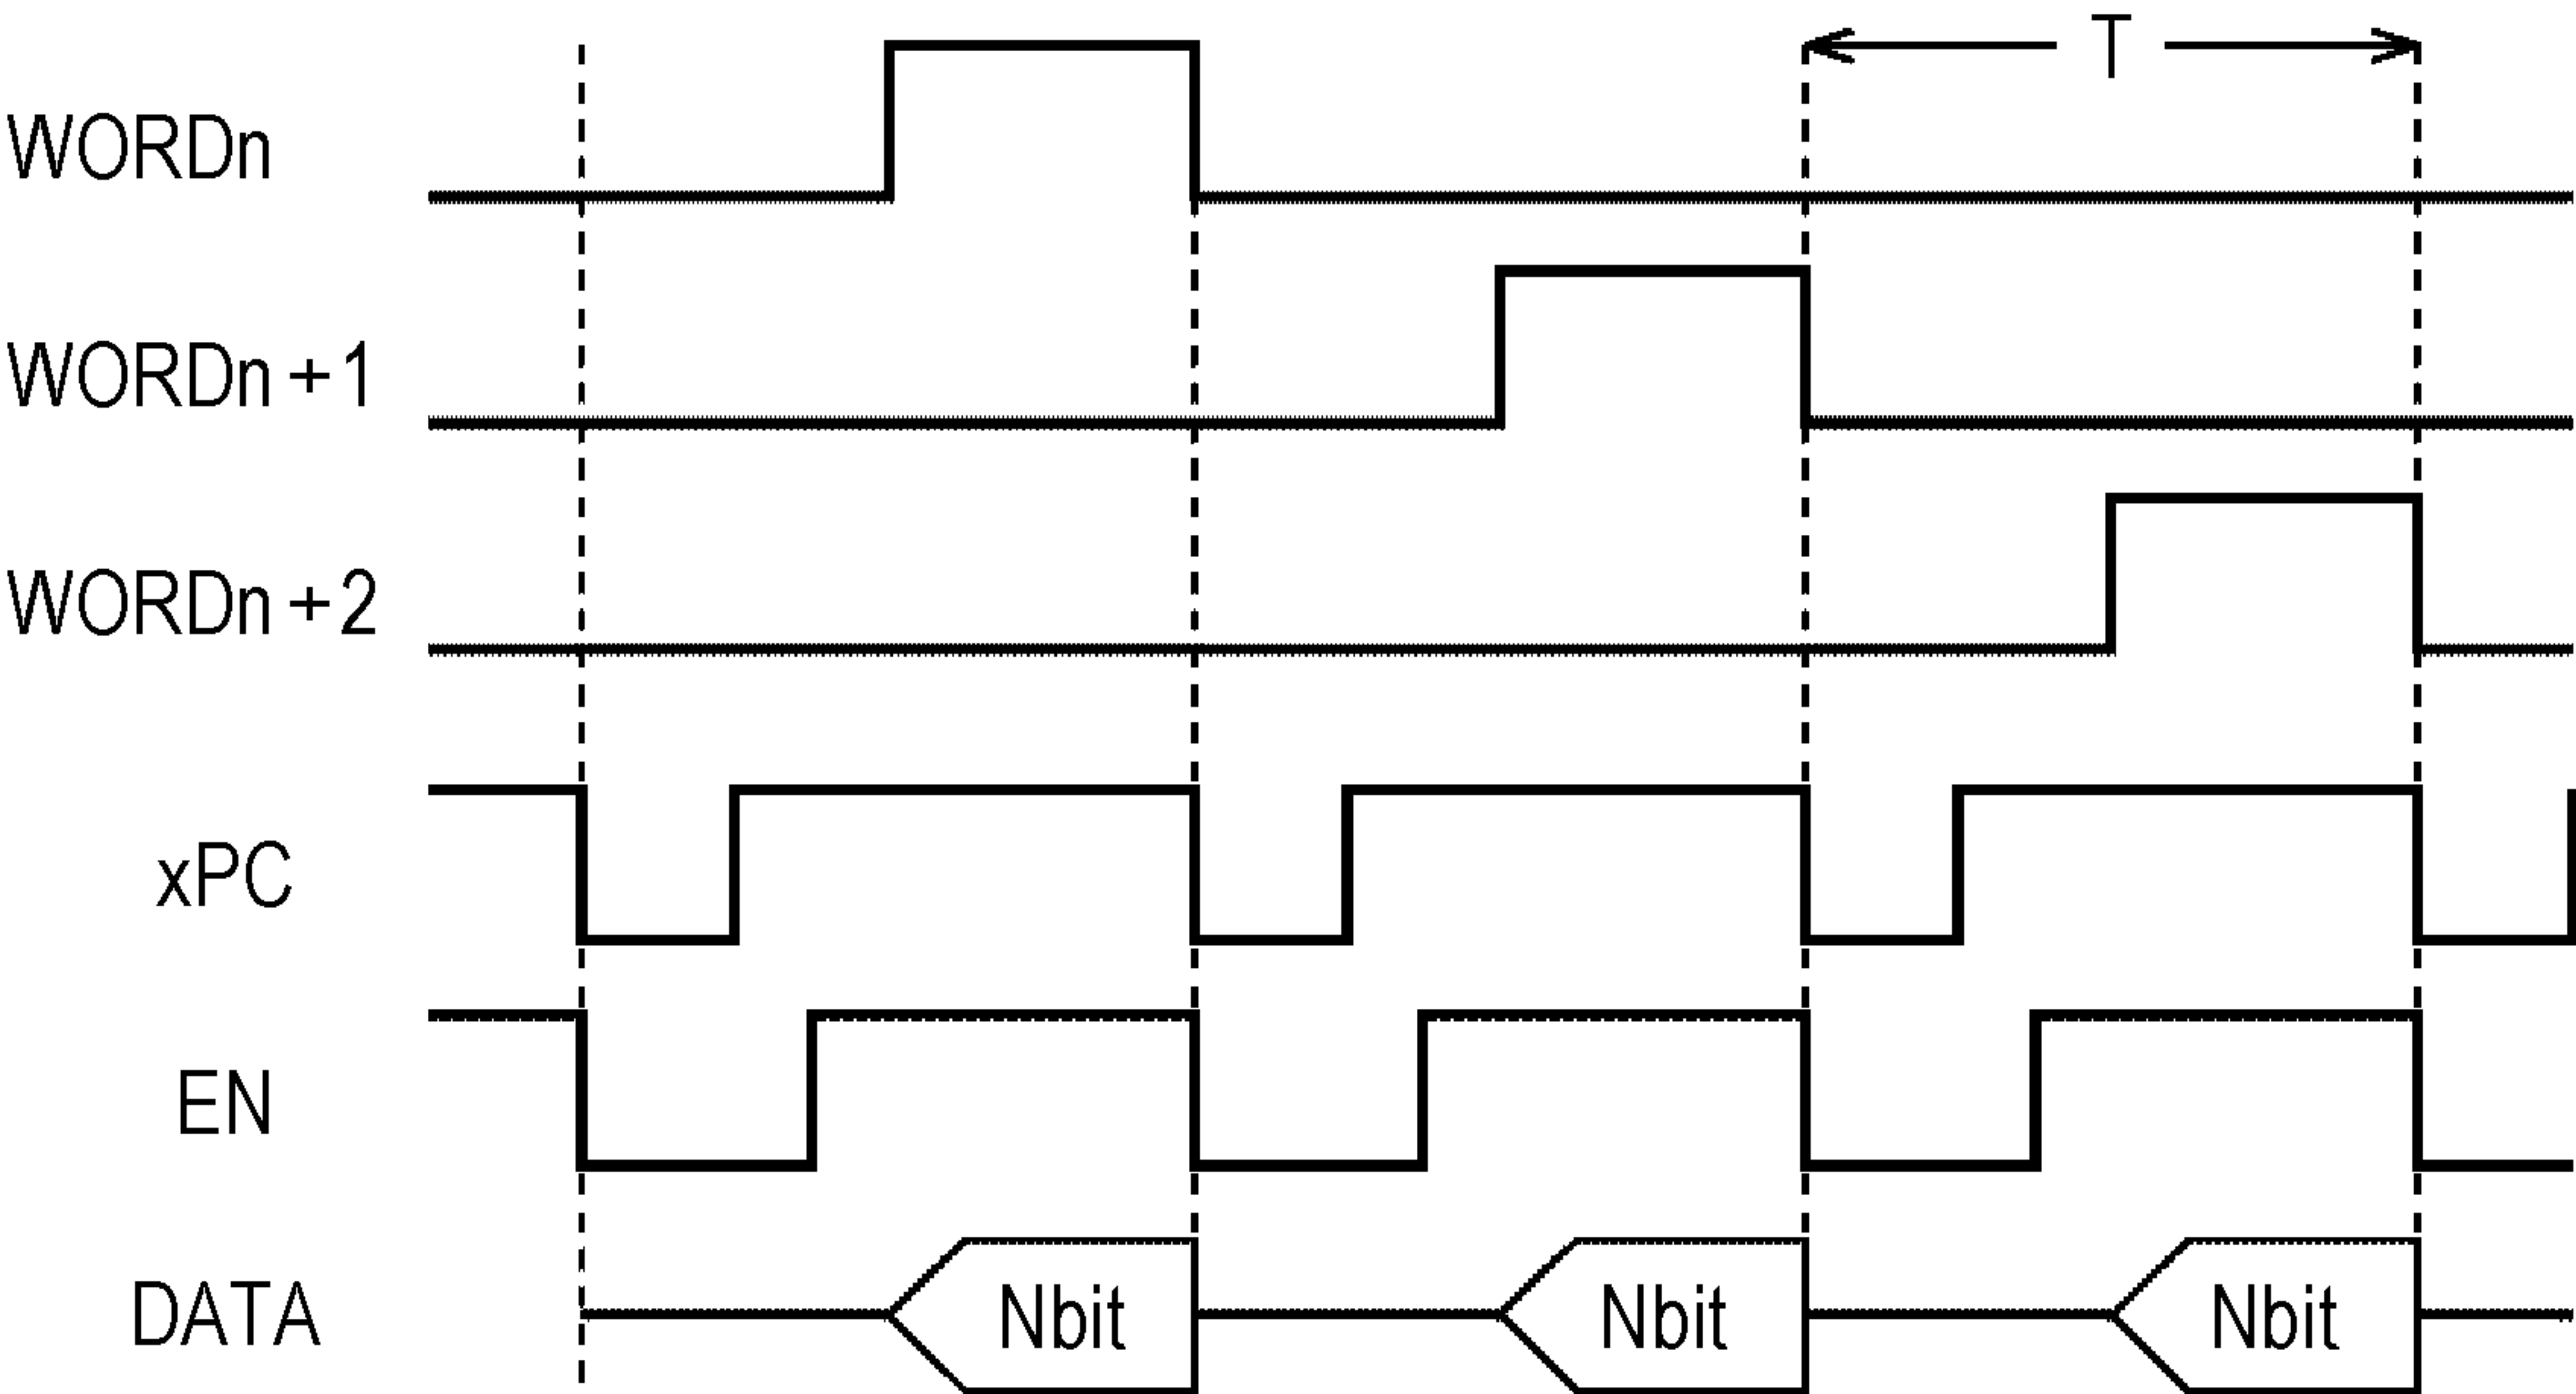 T
WORDn
WORDn+1
WORDn+2
xPC
EN
DATA Nbit Nbit Nbit